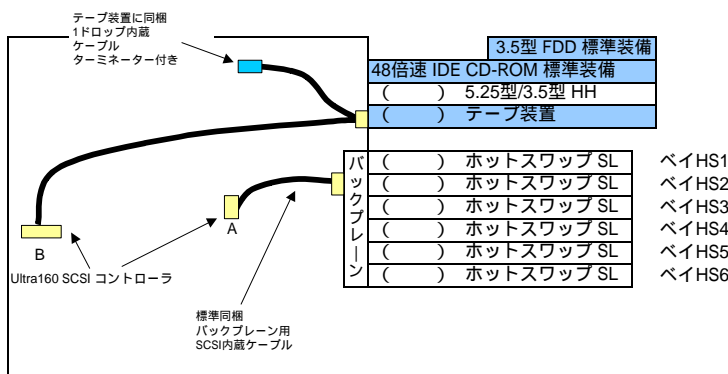 テープ装置に同梱
1ドロップ内蔵
ケーブル
ターミネーター付き
3.5型 FDD 標準装備
48倍速 IDE CD-ROM 標準装備
(　　) 5.25型/3.5型 HH
(　　) テープ装置
バックプレーン
(　　) ホットスワップ SL ベイHS1
(　　) ホットスワップ SL ベイHS2
(　　) ホットスワップ SL ベイHS3
(　　) ホットスワップ SL ベイHS4
(　　) ホットスワップ SL ベイHS5
(　　) ホットスワップ SL ベイHS6
A
B
Ultra160 SCSI コントローラ
標準同梱
バックプレーン用
SCSI内蔵ケーブル